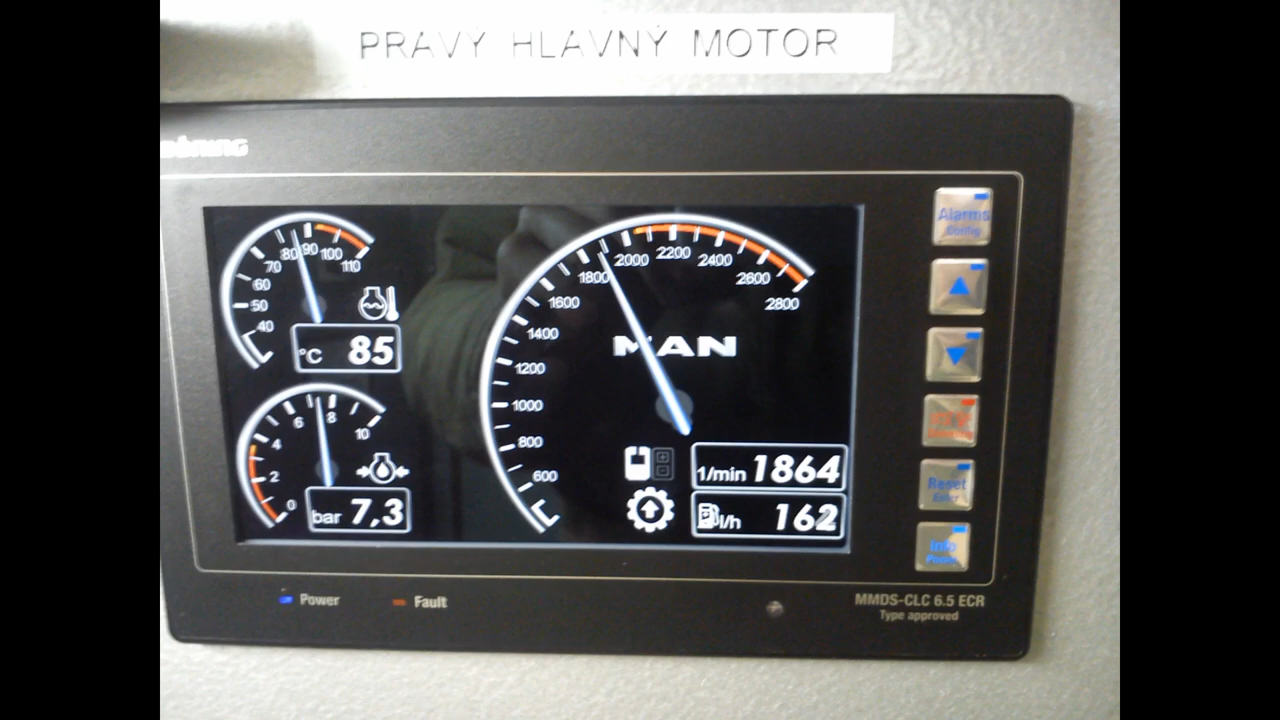 PRAVÝ HLAVNÝ MOTOR
40
50
60
70
80
90
100
110
°C 85
0
2
4
6
8
10
bar 7,3
600
800
1000
1200
1400
1600
1800
2000
2200
2400
2600
2800
MAN
1/min 1864
l/h 162
Alarms
Config
Reset
Enter
Info
Power
Fault
MMDS-CLC 6.5 ECR
Type approved